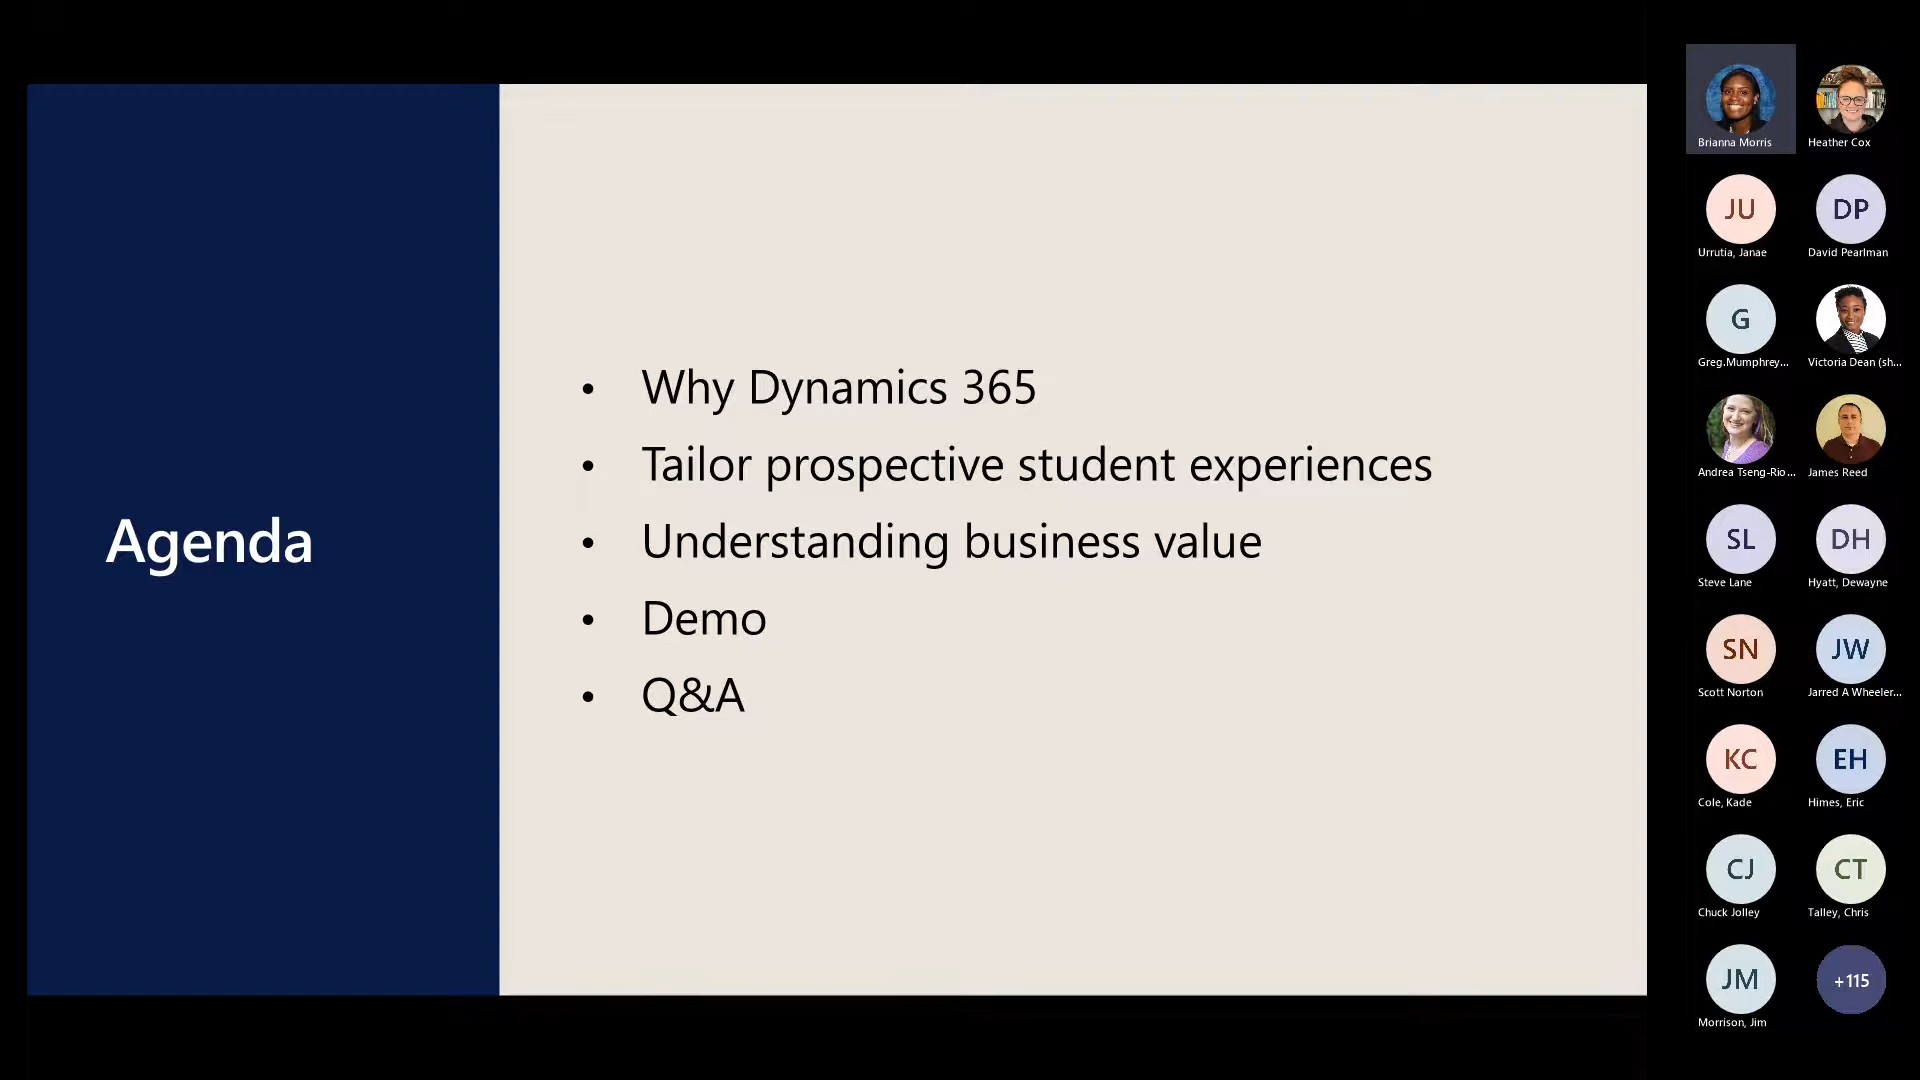 Agenda
• Why Dynamics 365
• Tailor prospective student experiences
• Understanding business value
• Demo
• Q&A
Brianna Morris
Heather Cox
JU
Urrutia, Janae
DP
David Pearlman
G
Greg.Mumphrey...
Victoria Dean (sh...
Andrea Tseng-Rio...
James Reed
SL
Steve Lane
DH
Hyatt, Dewayne
SN
Scott Norton
JW
Jarred A Wheeler...
KC
Cole, Kade
EH
Himes, Eric
CJ
Chuck Jolley
CT
Talley, Chris
JM
Morrison, Jim
+115